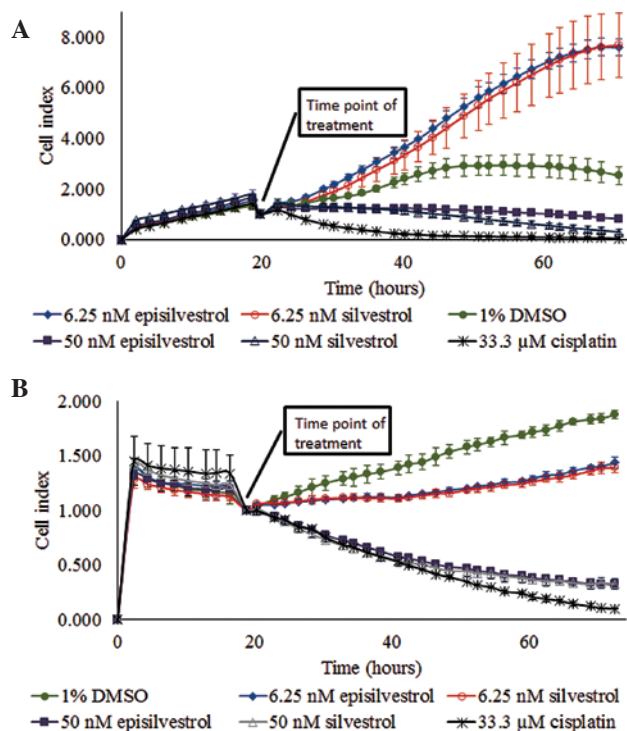 A
8.000
6.000
4.000
2.000
0.000
Cell index
Time point of
treatment
0 20 40 60
Time (hours)
6.25 nM episilvestrol 6.25 nM silvestrol 1% DMSO
50 nM episilvestrol 50 nM silvestrol 33.3 µM cisplatin
B
2.000
1.500
1.000
0.500
0.000
Cell index
Time point of
treatment
0 20 40 60
Time (hours)
1% DMSO 6.25 nM episilvestrol 6.25 nM silvestrol
50 nM episilvestrol 50 nM silvestrol 33.3 µM cisplatin